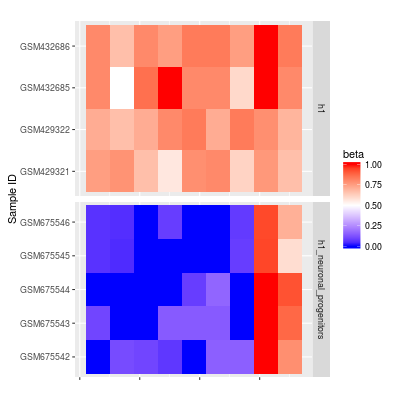 GSM432686
GSM432685
GSM429322
GSM429321
h1
GSM675546
GSM675545
GSM675544
GSM675543
GSM675542
h1_neuronal_progenitors
Sample ID
beta
1.00
0.75
0.50
0.25
0.00